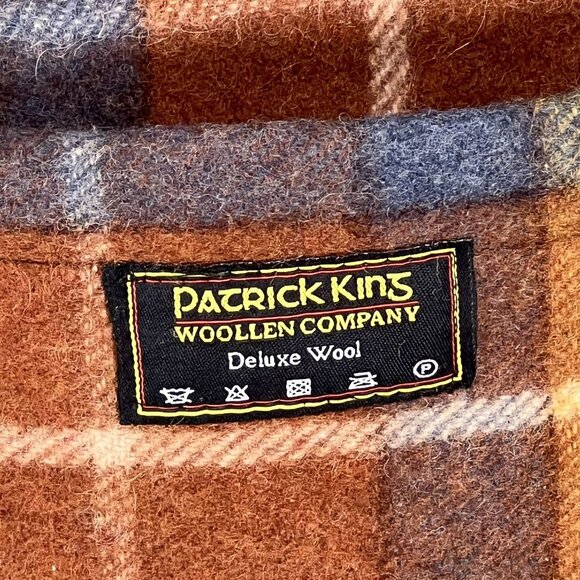 PATRICK KING
WOOLLEN COMPANY
Deluxe Wool
P